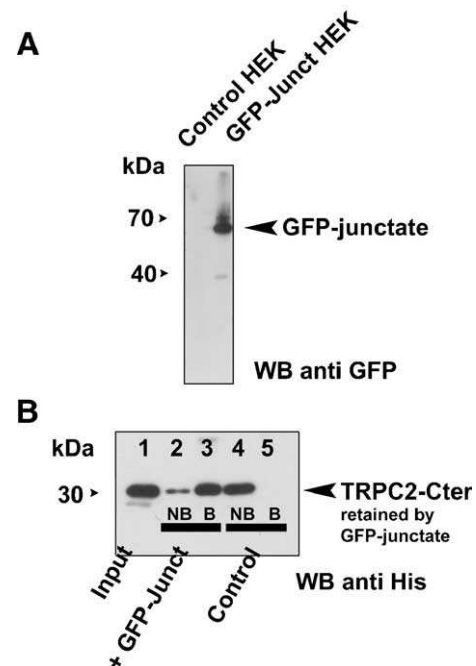 A
Control HEK
GFP-Junct HEK
kDa
70
GFP-junctate
40
WB anti GFP
B
kDa
1 2 3 4 5
30
TRPC2-Cter
NB B NB B
retained by
GFP-junctate
Input
+ GFP-Junct
Control
WB anti His